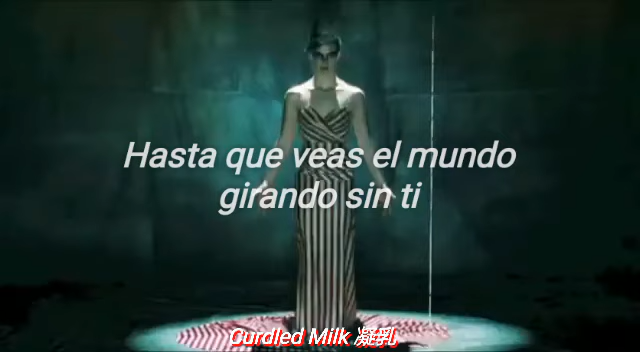 Hasta que veas el mundo
girando sin ti
Curdled Milk 凝乳